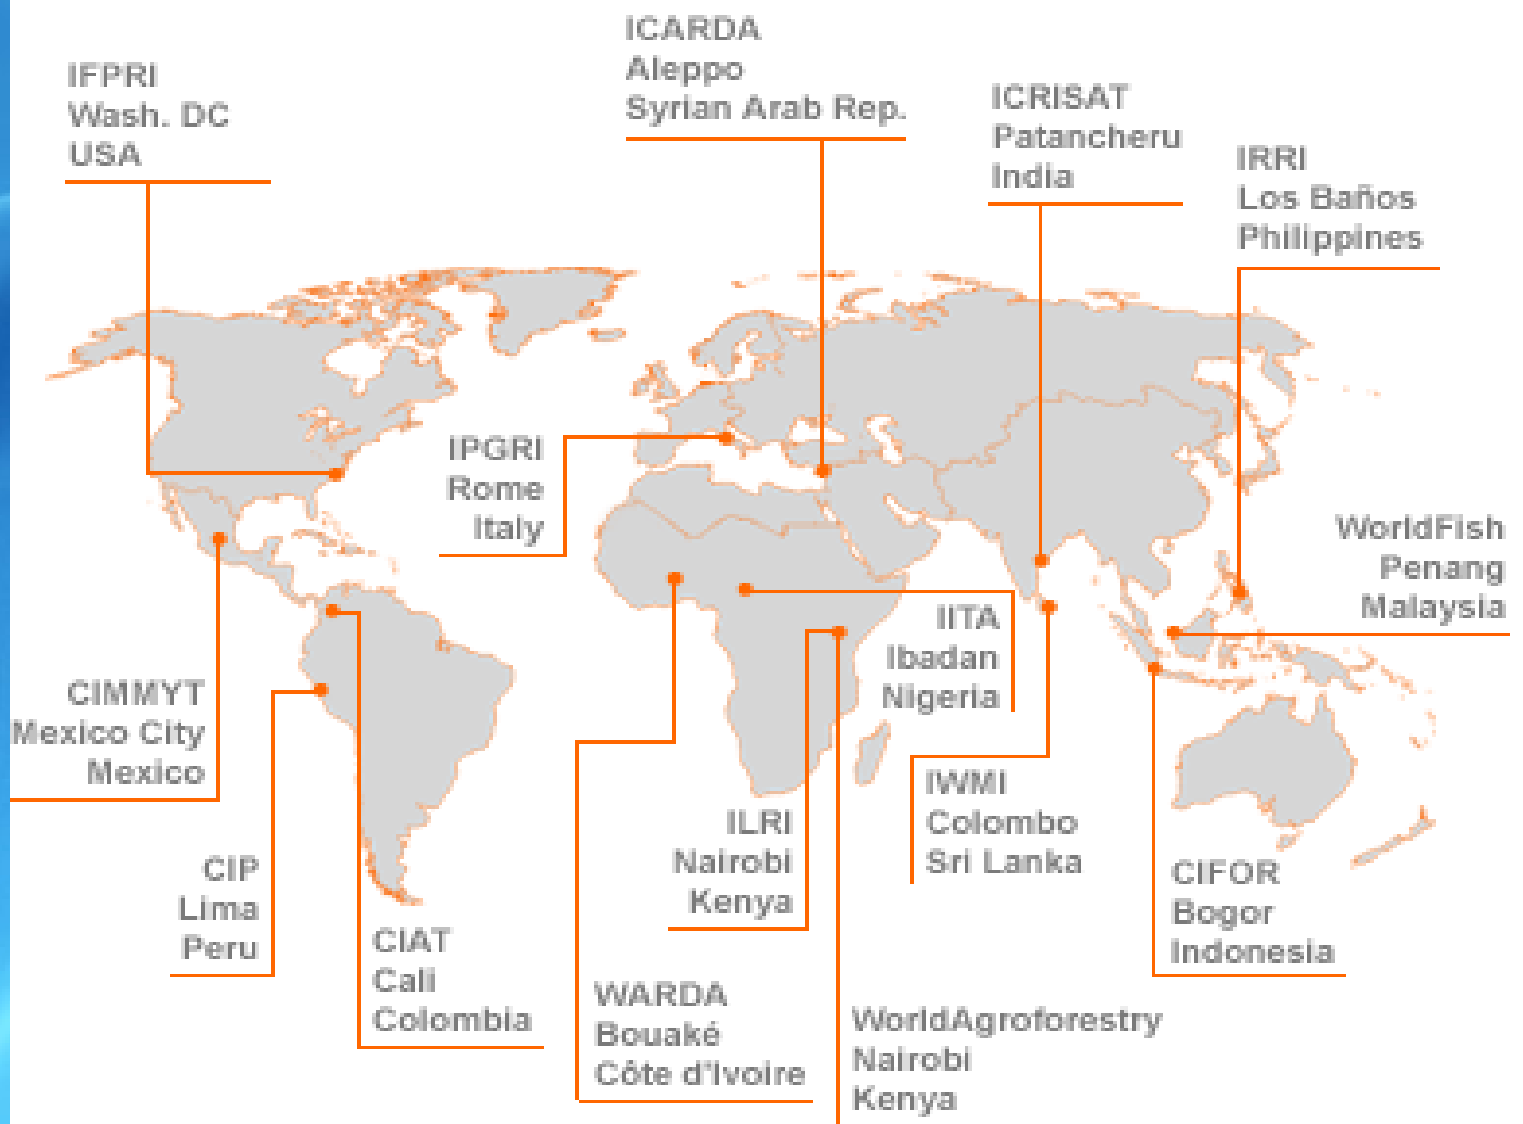 ICARDA
Aleppo
Syrian Arab Rep.
IFPRI
Wash. DC
USA
ICRISAT
Patancheru
India
IRRI
Los Baños
Philippines
IPGRI
Rome
Italy
WorldFish
Penang
Malaysia
IITA
Ibadan
Nigeria
CIMMYT
Mexico City
Mexico
IWMI
Colombo
Sri Lanka
ILRI
Nairobi
Kenya
CIP
Lima
Peru
CIFOR
Bogor
Indonesia
CIAT
Cali
Colombia
WARDA
Bouaké
Côte d'Ivoire
WorldAgroforestry
Nairobi
Kenya